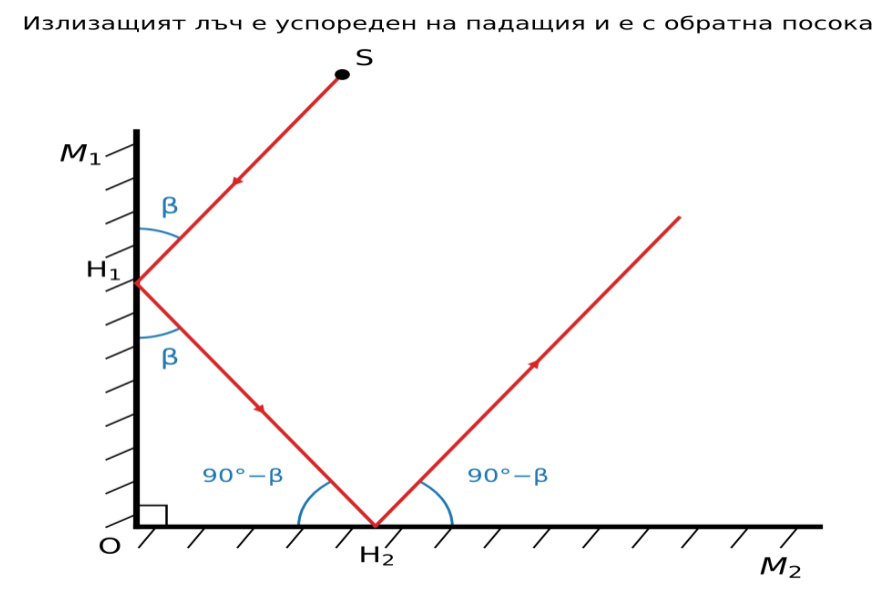 Излизащият лъч е успореден на падащия и е с обратна посока
S
M₁
β
H₁
β
90°−β
90°−β
O
H₂
M₂